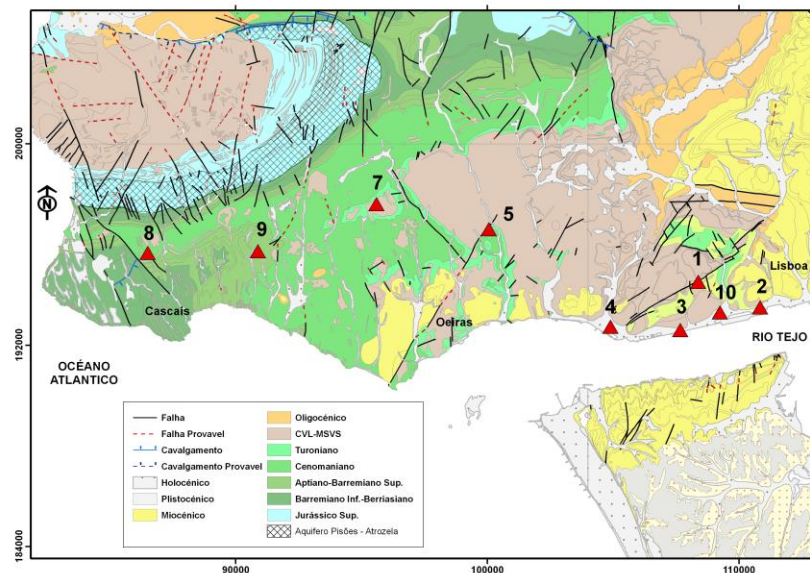 200000
7
5
N
8
9
1
Lisboa
10
2
Cascais
Oeiras
4
3
192000
RIO TEJO
OCÉANO
ATLANTICO
Falha
Falha Provavel
Cavalgamento
Cavalgamento Provavel
Holocénico
Plistocénico
Miocénico
Oligocénico
CVL-MSVS
Turoniano
Cenomaniano
Aptiano-Barremiano Sup.
Barremiano Inf.-Berriasiano
Jurássico Sup.
Aquifero Pisões - Atrozela
184000
90000
100000
110000